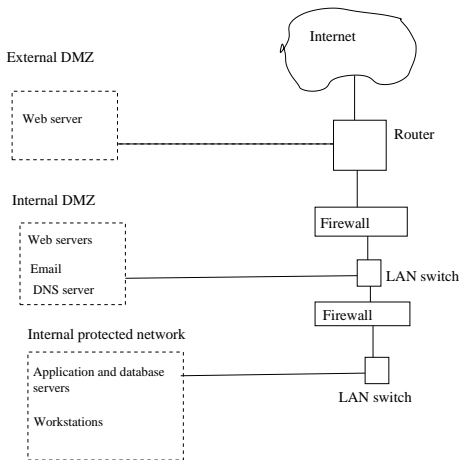 Internet
External DMZ
Web server
Router
Internal DMZ
Firewall
Web servers
Email
DNS server
LAN switch
Firewall
Internal protected network
Application and database
servers
LAN switch
Workstations